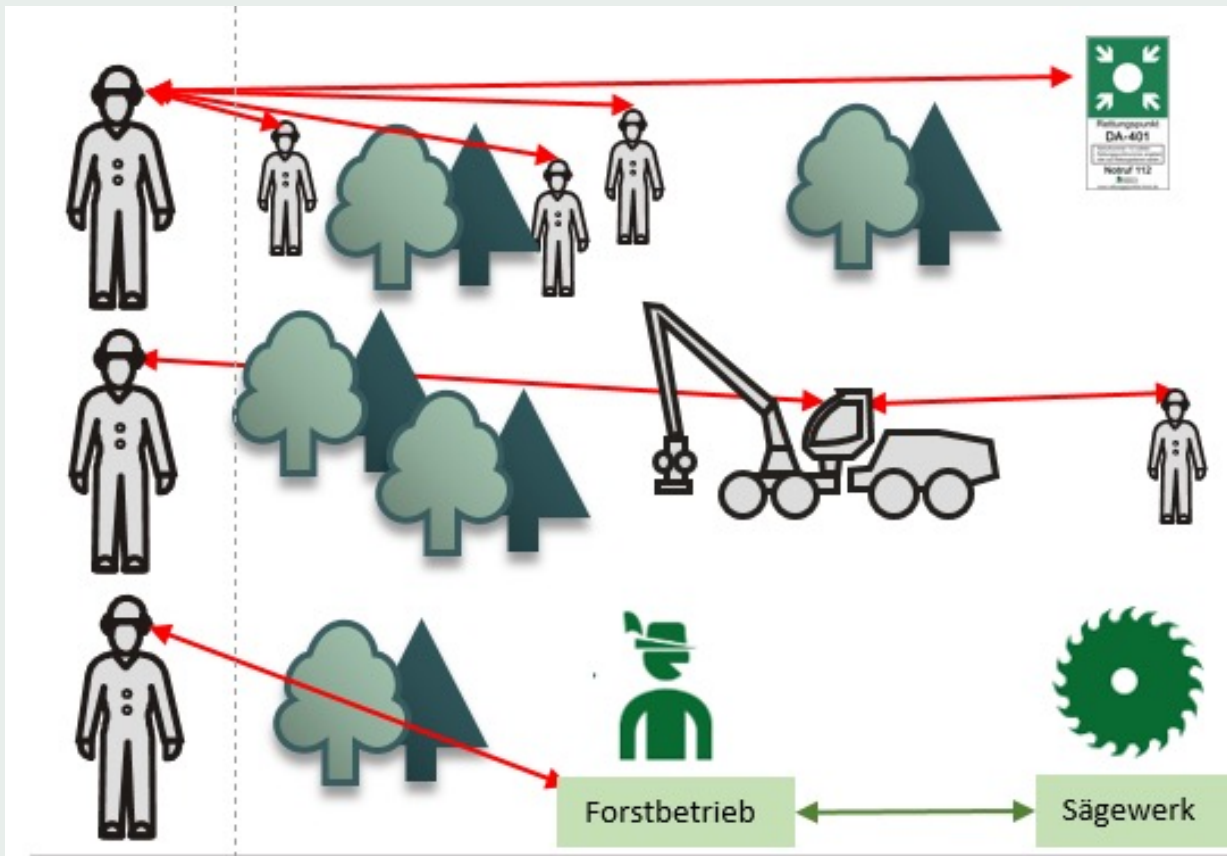 Rettungspunkt
DA-401
Notruf 112
Forstbetrieb
Sägewerk